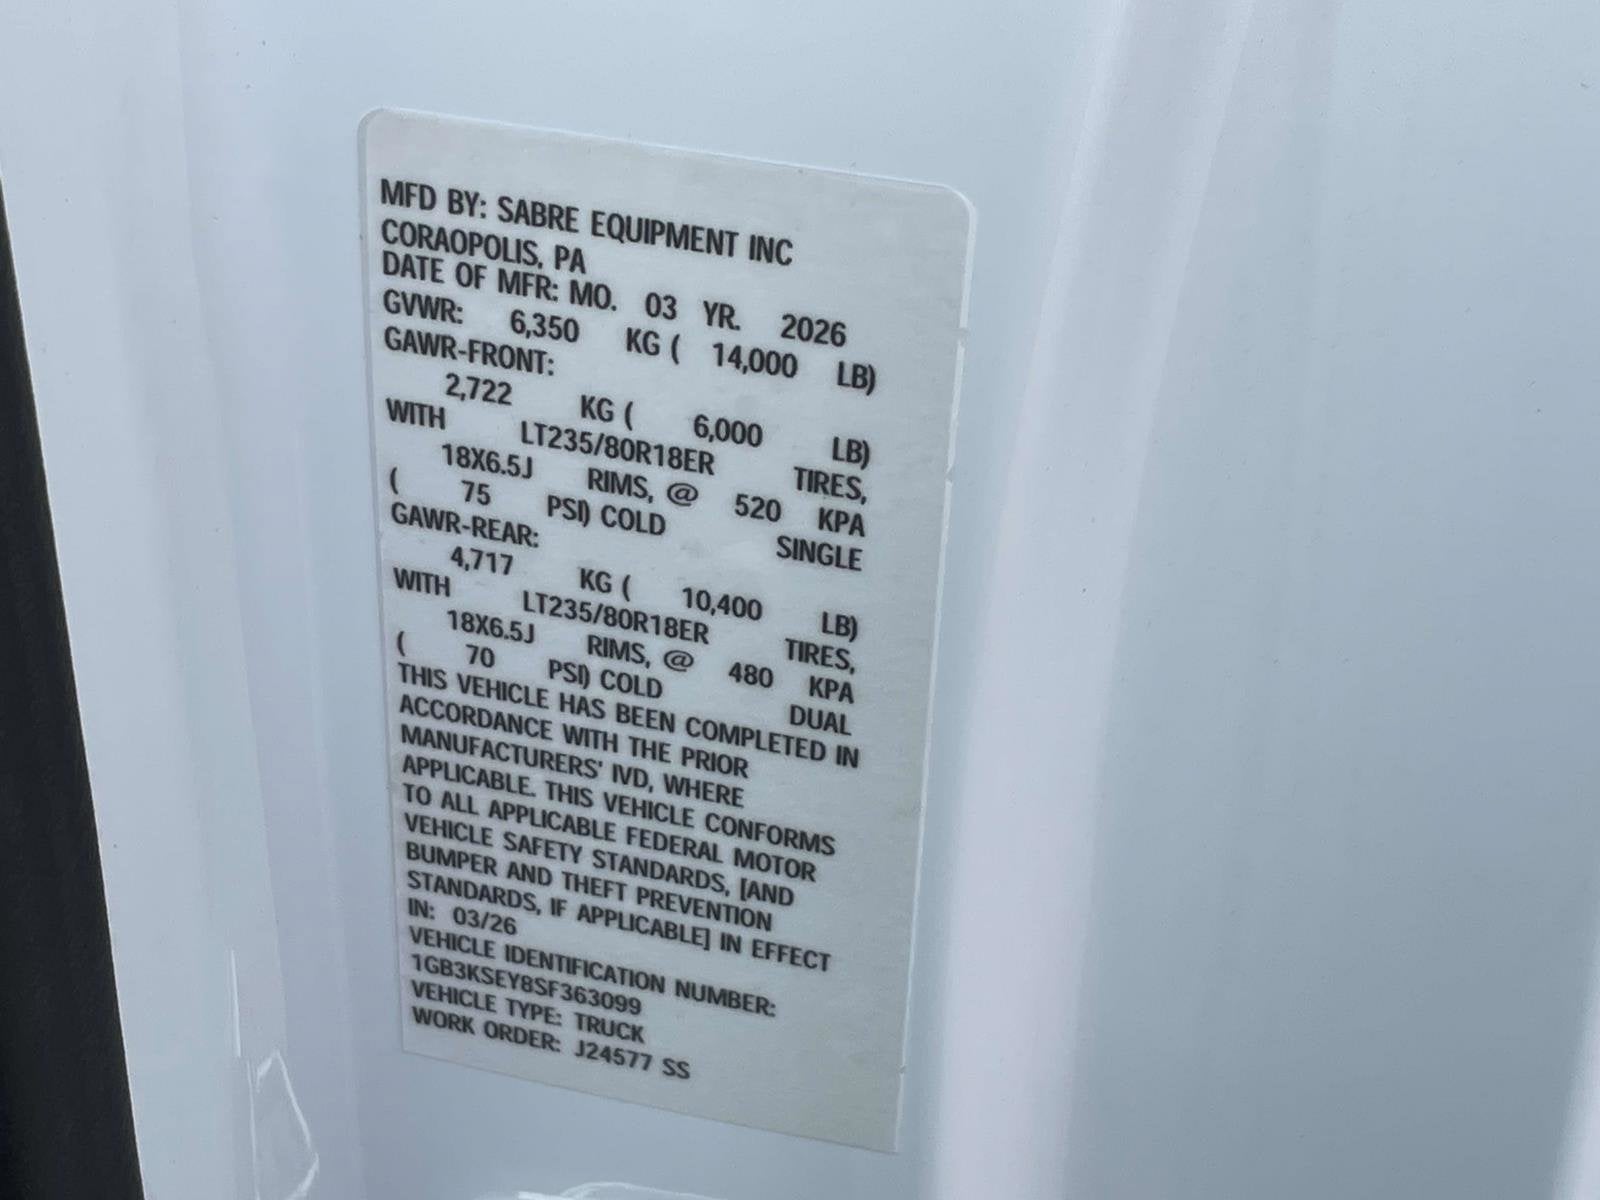 MFD BY: SABRE EQUIPMENT INC
CORAOPOLIS, PA
DATE OF MFR: MO. 03 YR. 2026
GVWR: 6,350 KG ( 14,000 LB)
GAWR-FRONT:
2,722 KG ( 6,000 LB)
WITH LT235/80R18ER TIRES,
18X6.5J RIMS, @ 520 KPA
( 75 PSI) COLD SINGLE
GAWR-REAR:
4,717 KG ( 10,400 LB)
WITH LT235/80R18ER TIRES,
18X6.5J RIMS, @ 480 KPA
( 70 PSI) COLD DUAL
THIS VEHICLE HAS BEEN COMPLETED IN
ACCORDANCE WITH THE PRIOR
MANUFACTURERS' IVD, WHERE
APPLICABLE. THIS VEHICLE CONFORMS
TO ALL APPLICABLE FEDERAL MOTOR
VEHICLE SAFETY STANDARDS, [AND
BUMPER AND THEFT PREVENTION
STANDARDS, IF APPLICABLE] IN EFFECT
IN: 03/26
VEHICLE IDENTIFICATION NUMBER:
1GB3KSEY8SF363099
VEHICLE TYPE: TRUCK
WORK ORDER: J24577 SS